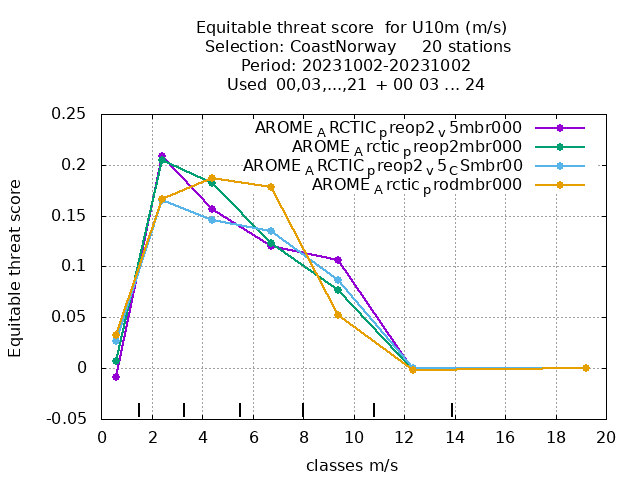 Equitable threat score  for U10m (m/s)
Selection: CoastNorway     20 stations
Period: 20231002-20231002
Used  00,03,...,21  + 00 03 ... 24
AROME_ARCTIC_preop2_v5mbr000
AROME_Arctic_preop2mbr000
AROME_ARCTIC_preop2_v5_CSmbr00
AROME_Arctic_prodmbr000
Equitable threat score
0.25
0.2
0.15
0.1
0.05
0
-0.05
0 2 4 6 8 10 12 14 16 18 20
classes m/s